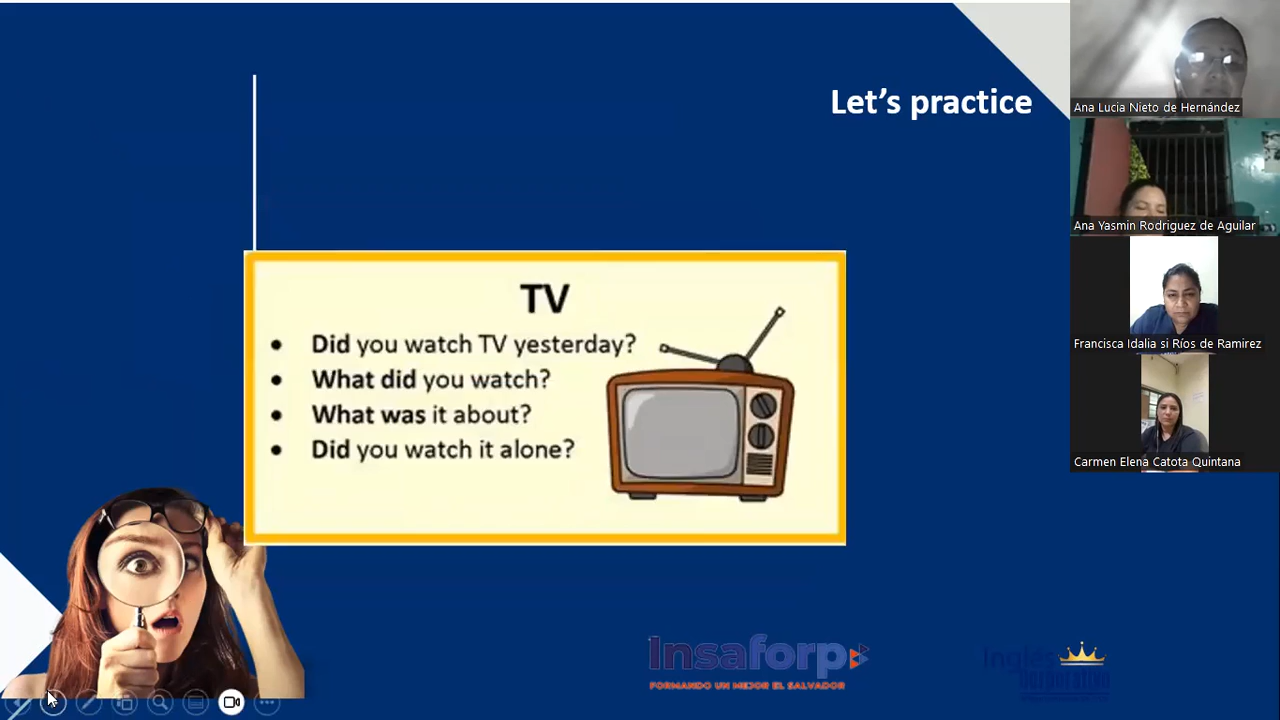 Let's practice
TV
• Did you watch TV yesterday?
• What did you watch?
• What was it about?
• Did you watch it alone?
Insaforp
FORMANDO UN MEJOR EL SALVADOR
Inglés
Corporativo
Ana Lucia Nieto de Hernández
Ana Yasmin Rodriguez de Aguilar
Francisca Idalia si Ríos de Ramirez
Carmen Elena Catota Quintana